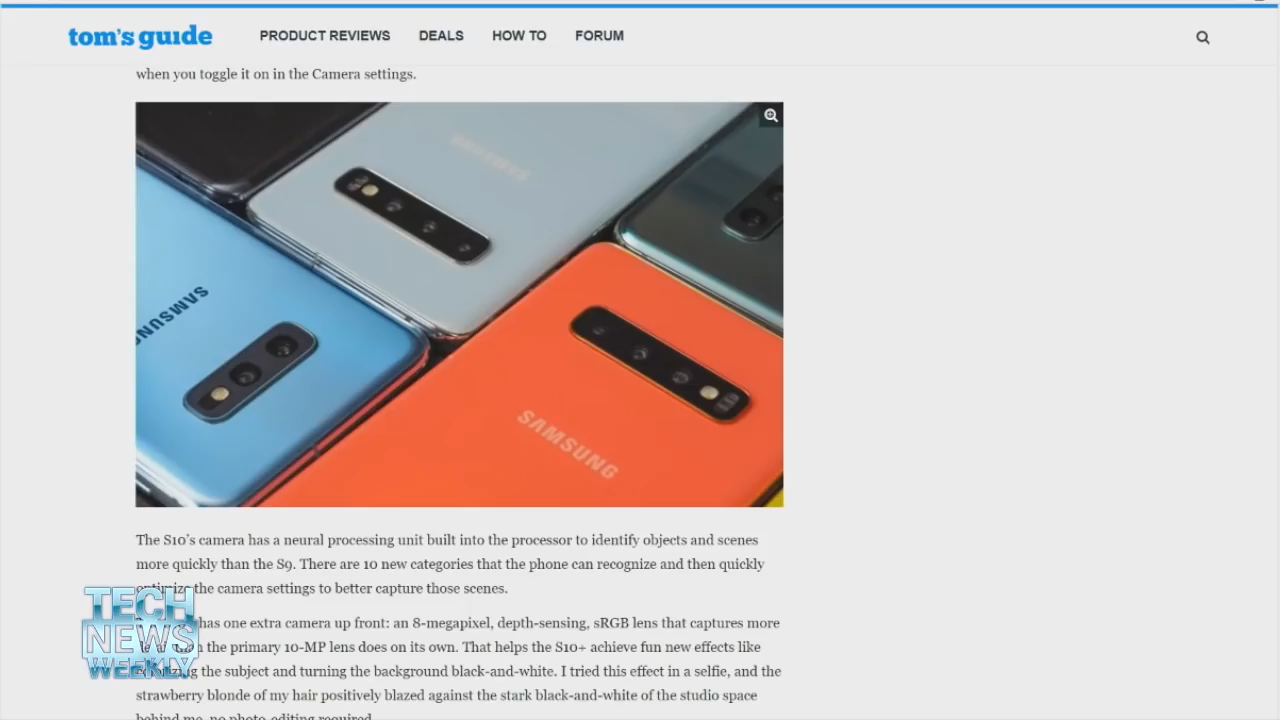 tom's guide
PRODUCT REVIEWS DEALS HOW TO FORUM
when you toggle it on in the Camera settings.
SAMSUNG
SAMSUNG
The S10's camera has a neural processing unit built into the processor to identify objects and scenes
more quickly than the S9. There are 10 new categories that the phone can recognize and then quickly
optimize the camera settings to better capture those scenes.
has one extra camera up front: an 8-megapixel, depth-sensing, sRGB lens that captures more
the primary 10-MP lens does on its own. That helps the S10+ achieve fun new effects like
the subject and turning the background black-and-white. I tried this effect in a selfie, and the
strawberry blonde of my hair positively blazed against the stark black-and-white of the studio space
behind me, no photo-editing required.
TECH
NEWS
WEEKLY